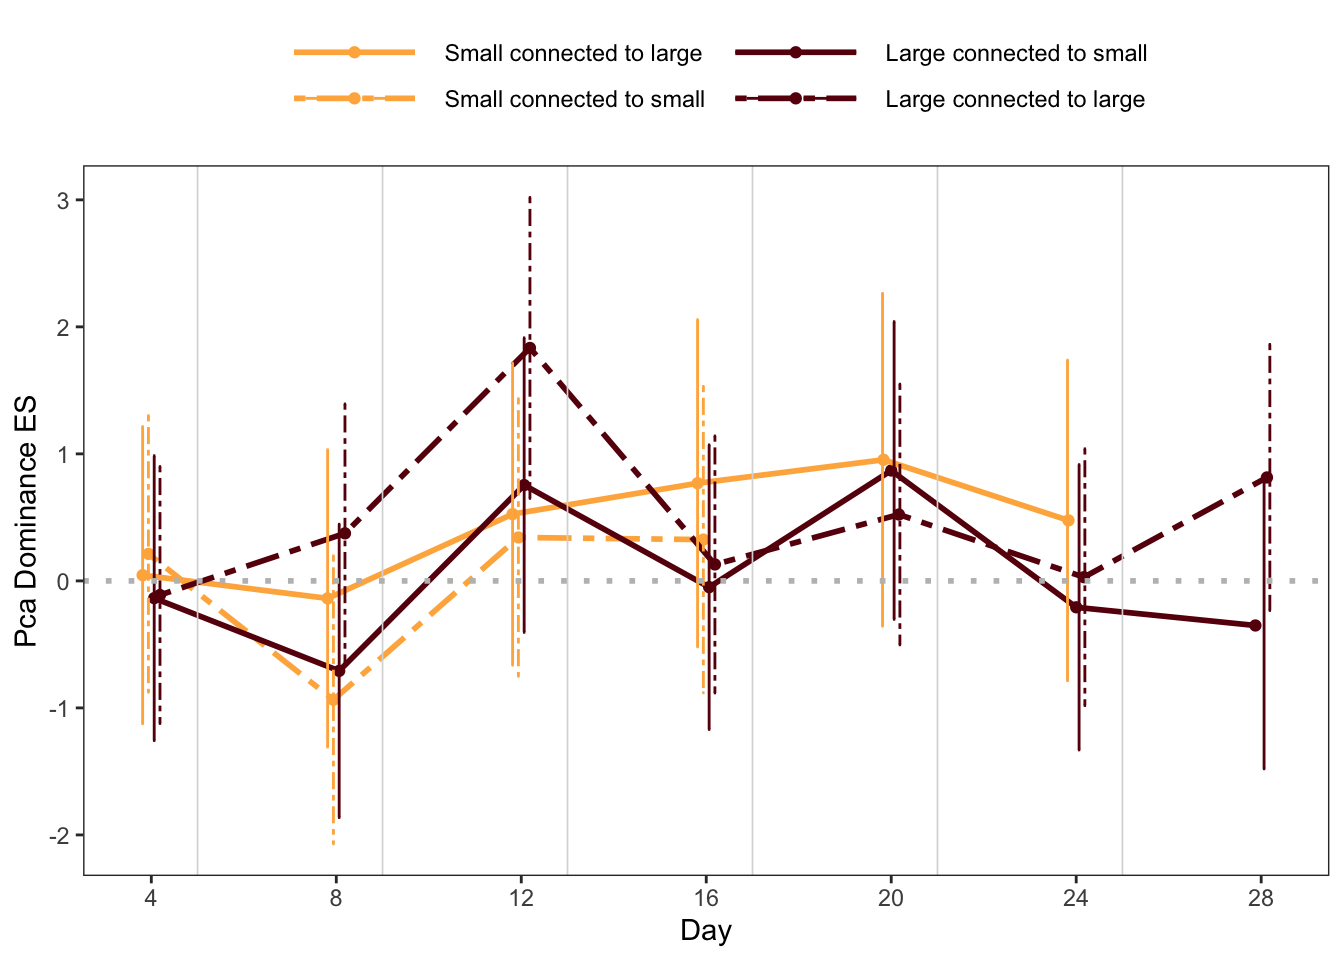 Small connected to large
Large connected to small
Small connected to small
Large connected to large
Pca Dominance ES
3
2
1
0
-1
-2
4 8 12 16 20 24 28
Day